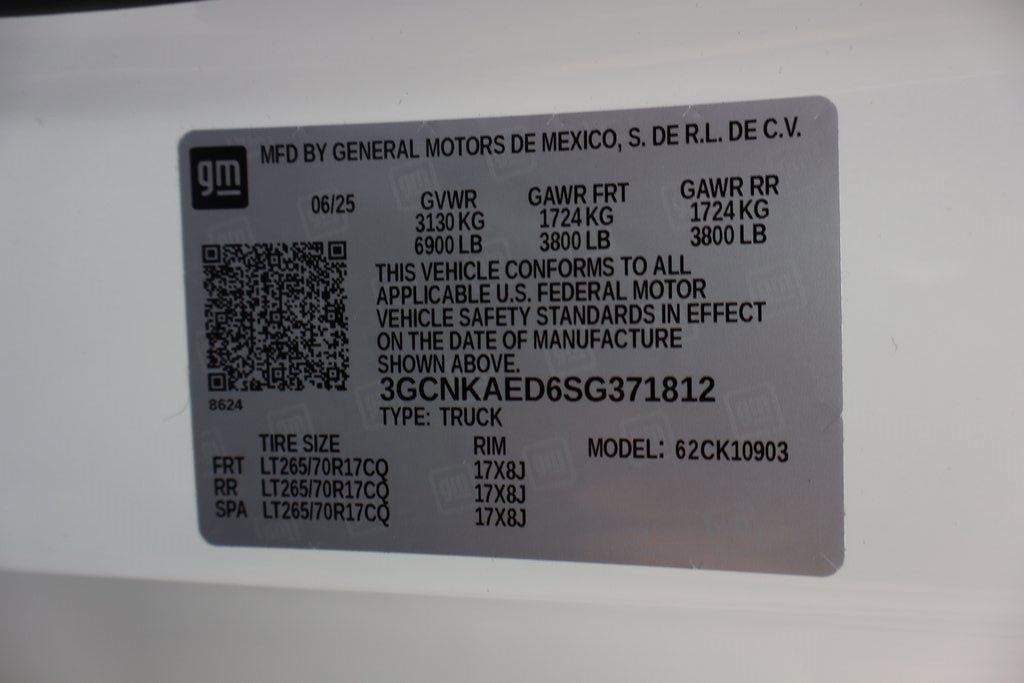 gm
MFD BY GENERAL MOTORS DE MEXICO, S. DE R.L. DE C.V.
06/25 GVWR GAWR FRT GAWR RR
3130 KG 1724 KG 1724 KG
6900 LB 3800 LB 3800 LB
THIS VEHICLE CONFORMS TO ALL
APPLICABLE U.S. FEDERAL MOTOR
VEHICLE SAFETY STANDARDS IN EFFECT
ON THE DATE OF MANUFACTURE
SHOWN ABOVE.
3GCNKAED6SG371812
8624
TYPE: TRUCK
TIRE SIZE RIM MODEL: 62CK10903
FRT LT265/70R17CQ 17X8J
RR LT265/70R17CQ 17X8J
SPA LT265/70R17CQ 17X8J